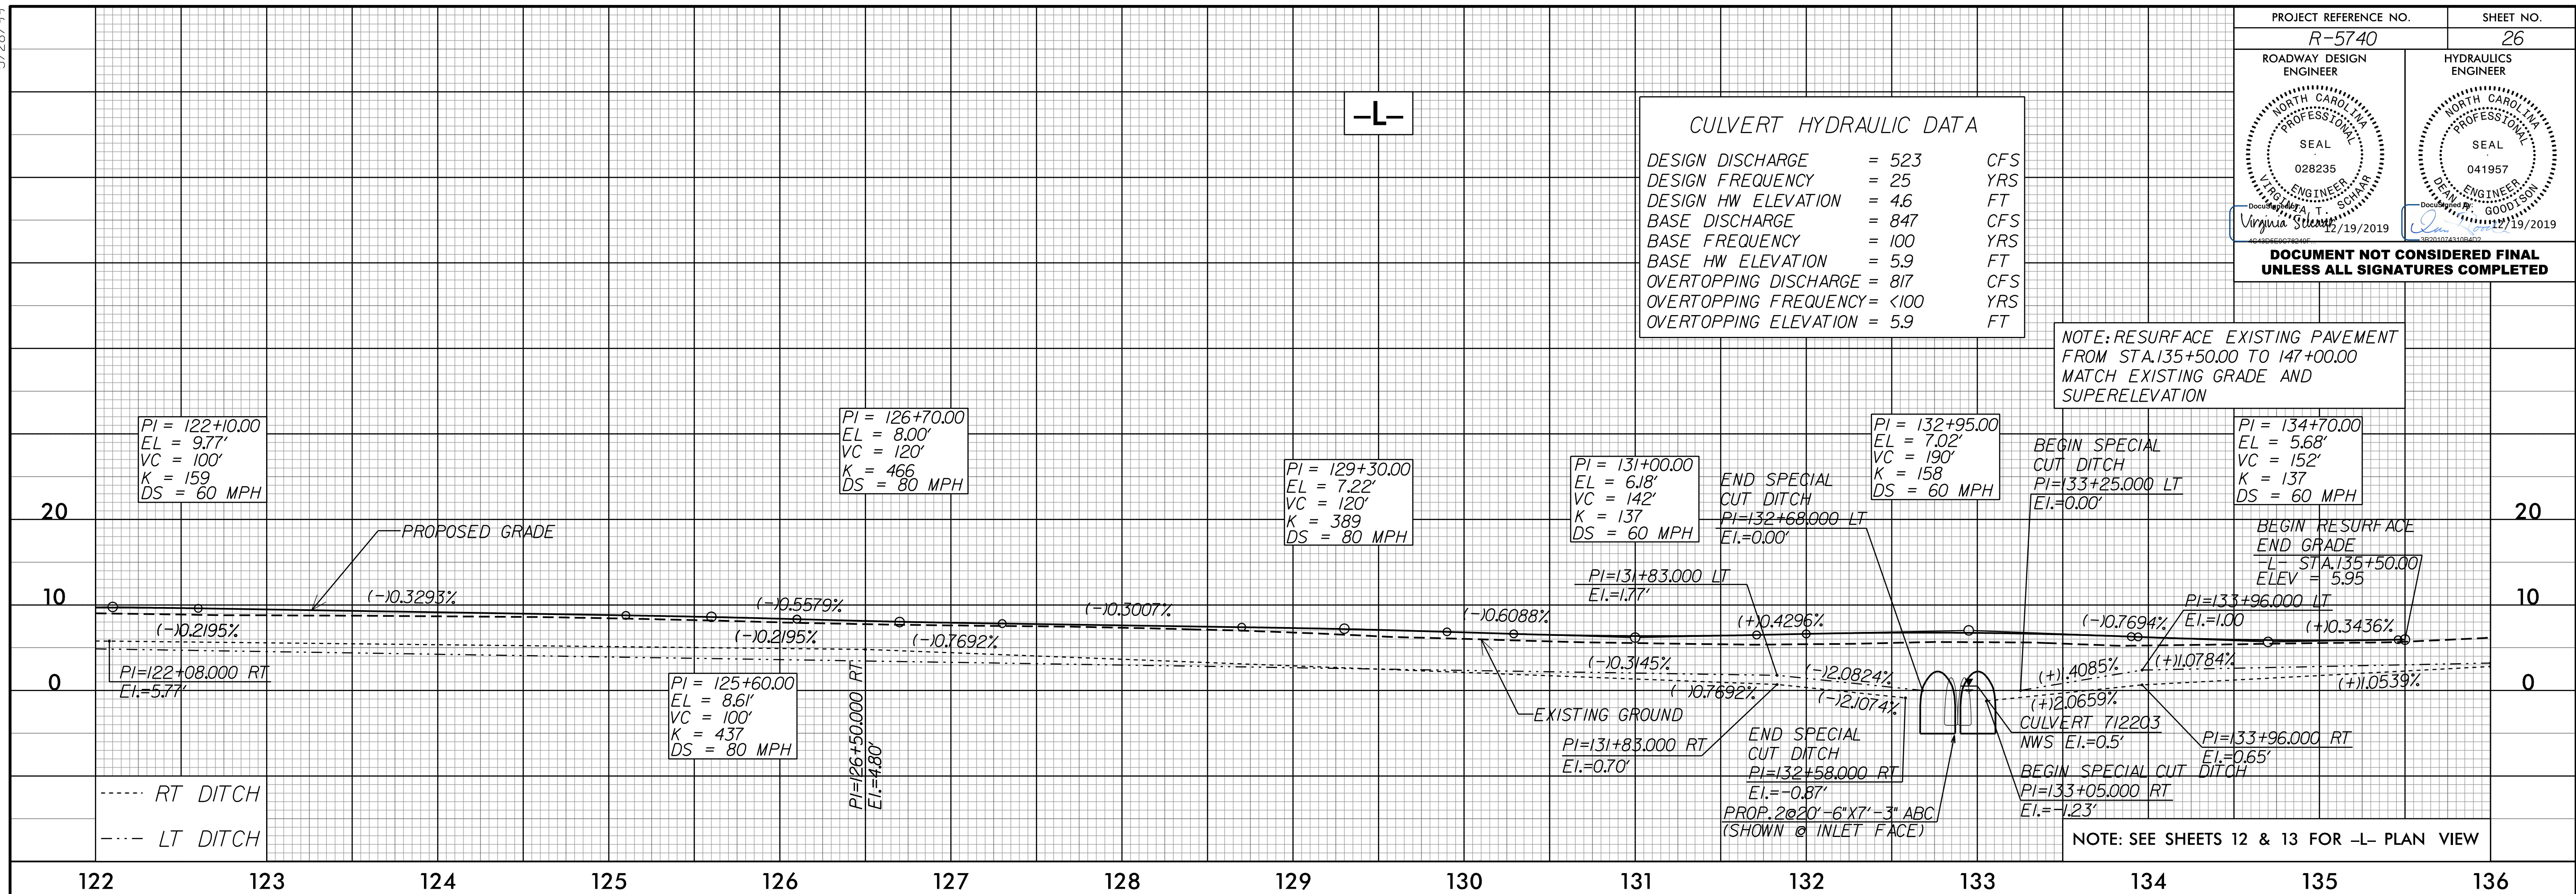 PROJECT REFERENCE NO.
SHEET NO.
R-5740
26
ROADWAY DESIGN
ENGINEER
HYDRAULICS
ENGINEER
NORTH CAROLINA
PROFESSIONAL
SEAL
028235
ENGINEER
VIRGINIA T. SCHAAR
12/19/2019
NORTH CAROLINA
PROFESSIONAL
SEAL
041957
ENGINEER
GOODISON
DocuSigned By:
12/19/2019
DOCUMENT NOT CONSIDERED FINAL
UNLESS ALL SIGNATURES COMPLETED
-L-
CULVERT HYDRAULIC DATA
DESIGN DISCHARGE = 523 CFS
DESIGN FREQUENCY = 25 YRS
DESIGN HW ELEVATION = 4.6 FT
BASE DISCHARGE = 847 CFS
BASE FREQUENCY = 100 YRS
BASE HW ELEVATION = 5.9 FT
OVERTOPPING DISCHARGE = 817 CFS
OVERTOPPING FREQUENCY= <100 YRS
OVERTOPPING ELEVATION = 5.9 FT
NOTE: RESURFACE EXISTING PAVEMENT
FROM STA.135+50.00 TO 147+00.00
MATCH EXISTING GRADE AND
SUPERELEVATION
PI = 122+10.00
EL = 9.77'
VC = 100'
K = 159
DS = 60 MPH
PI = 126+70.00
EL = 8.00'
VC = 120'
K = 466
DS = 80 MPH
PI = 129+30.00
EL = 7.22'
VC = 120'
K = 389
DS = 80 MPH
PI = 131+00.00
EL = 6.18'
VC = 142'
K = 137
DS = 60 MPH
END SPECIAL
CUT DITCH
PI=132+68.000 LT
El.=0.00'
PI = 132+95.00
EL = 7.02'
VC = 190'
K = 158
DS = 60 MPH
BEGIN SPECIAL
CUT DITCH
PI=133+25.000 LT
El.=0.00'
PI = 134+70.00
EL = 5.68'
VC = 152'
K = 137
DS = 60 MPH
BEGIN RESURFACE
END GRADE
-L- STA.135+50.00
ELEV = 5.95
20
20
PROPOSED GRADE
10
10
(-)0.3293%
(-)0.5579%
(-)0.3007%
(-)0.6088%
(+)0.4296%
(-)0.7694%
(+)0.3436%
PI=131+83.000 LT
El.=1.77'
PI=133+96.000 LT
El.=1.00
(-)0.2195%
(-)0.2195%
(-)0.7692%
(-)0.3145%
(-)2.0824%
(+)1.4085%
(+)1.0784%
0
0
PI=122+08.000 RT
El.=5.77'
(-)0.7692%
(-)2.1074%
(+)2.0659%
(+)1.0539%
PI = 125+60.00
EL = 8.61'
VC = 100'
K = 437
DS = 80 MPH
PI=126+50.000 RT
El.=4.80'
EXISTING GROUND
PI=131+83.000 RT
El.=0.70'
END SPECIAL
CUT DITCH
PI=132+58.000 RT
El.=-0.87'
PROP. 2@20'-6"X7'-3" ABC
(SHOWN @ INLET FACE)
CULVERT 712203
NWS El.=0.5'
PI=133+96.000 RT
El.=0.65'
BEGIN SPECIAL CUT DITCH
PI=133+05.000 RT
El.=-1.23'
RT DITCH
LT DITCH
NOTE: SEE SHEETS 12 & 13 FOR -L- PLAN VIEW
122 123 124 125 126 127 128 129 130 131 132 133 134 135 136